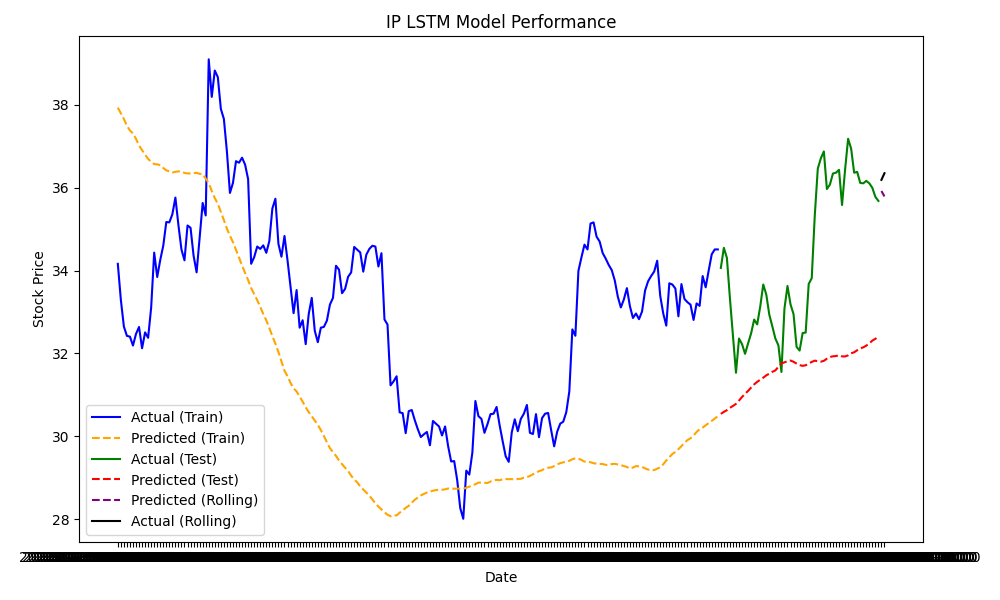 IP LSTM Model Performance
Stock Price
38
36
34
32
30
28
Actual (Train)
Predicted (Train)
Actual (Test)
Predicted (Test)
Predicted (Rolling)
Actual (Rolling)
Date